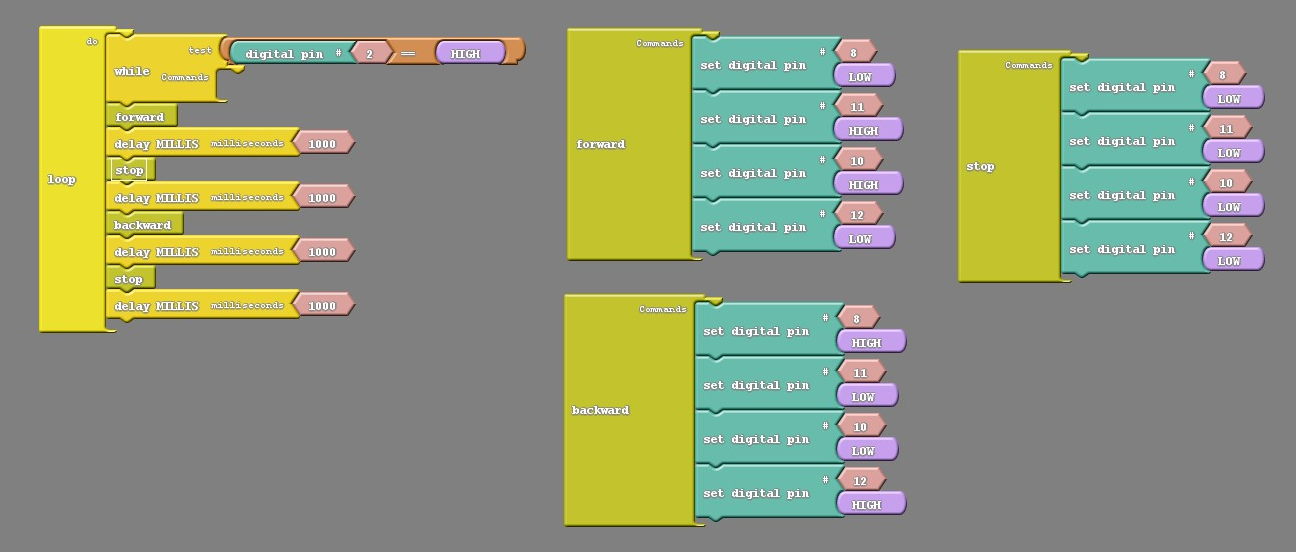 do
test
digital pin # 2 == HIGH
while
Commands
forward
delay MILLIS milliseconds 1000
stop
loop
delay MILLIS milliseconds 1000
backward
delay MILLIS milliseconds 1000
stop
delay MILLIS milliseconds 1000
Commands
# 8
set digital pin
LOW
# 11
set digital pin
HIGH
forward
# 10
set digital pin
HIGH
# 12
set digital pin
LOW
Commands
# 8
set digital pin
LOW
# 11
set digital pin
LOW
stop
# 10
set digital pin
LOW
# 12
set digital pin
LOW
Commands
# 8
set digital pin
HIGH
# 11
set digital pin
LOW
backward
# 10
set digital pin
LOW
# 12
set digital pin
HIGH